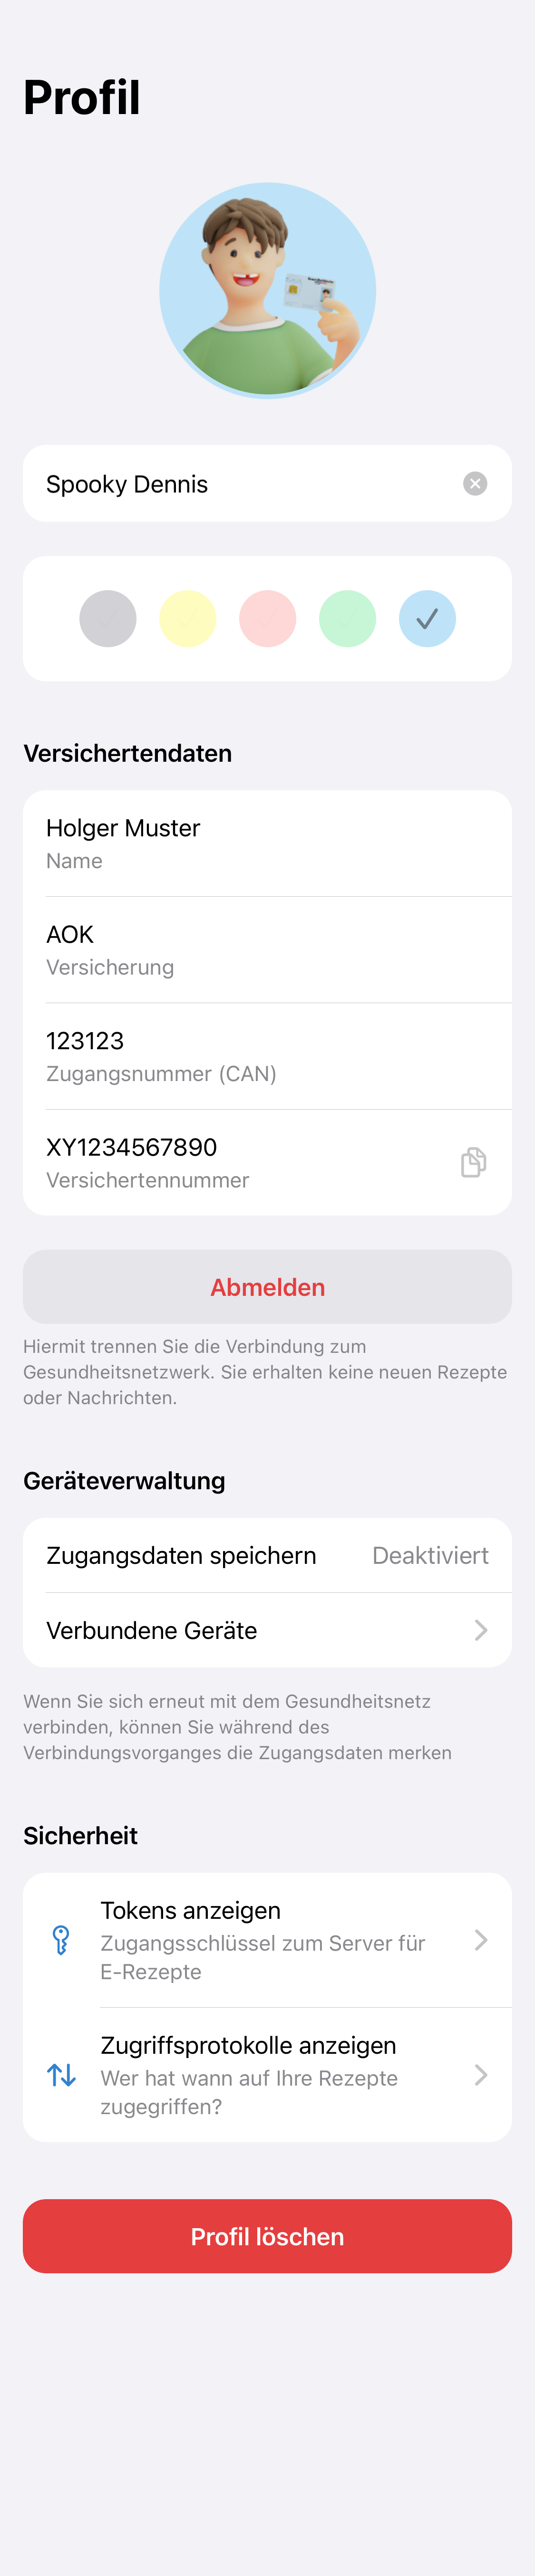 Profil
Spooky Dennis
Versichertendaten
Holger Muster
Name
AOK
Versicherung
123123
Zugangsnummer (CAN)
XY1234567890
Versichertennummer
Abmelden
Hiermit trennen Sie die Verbindung zum
Gesundheitsnetzwerk. Sie erhalten keine neuen Rezepte
oder Nachrichten.
Geräteverwaltung
Zugangsdaten speichern Deaktiviert
Verbundene Geräte
Wenn Sie sich erneut mit dem Gesundheitsnetz
verbinden, können Sie während des
Verbindungsvorganges die Zugangsdaten merken
Sicherheit
Tokens anzeigen
Zugangsschlüssel zum Server für
E-Rezepte
Zugriffsprotokolle anzeigen
Wer hat wann auf Ihre Rezepte
zugegriffen?
Profil löschen